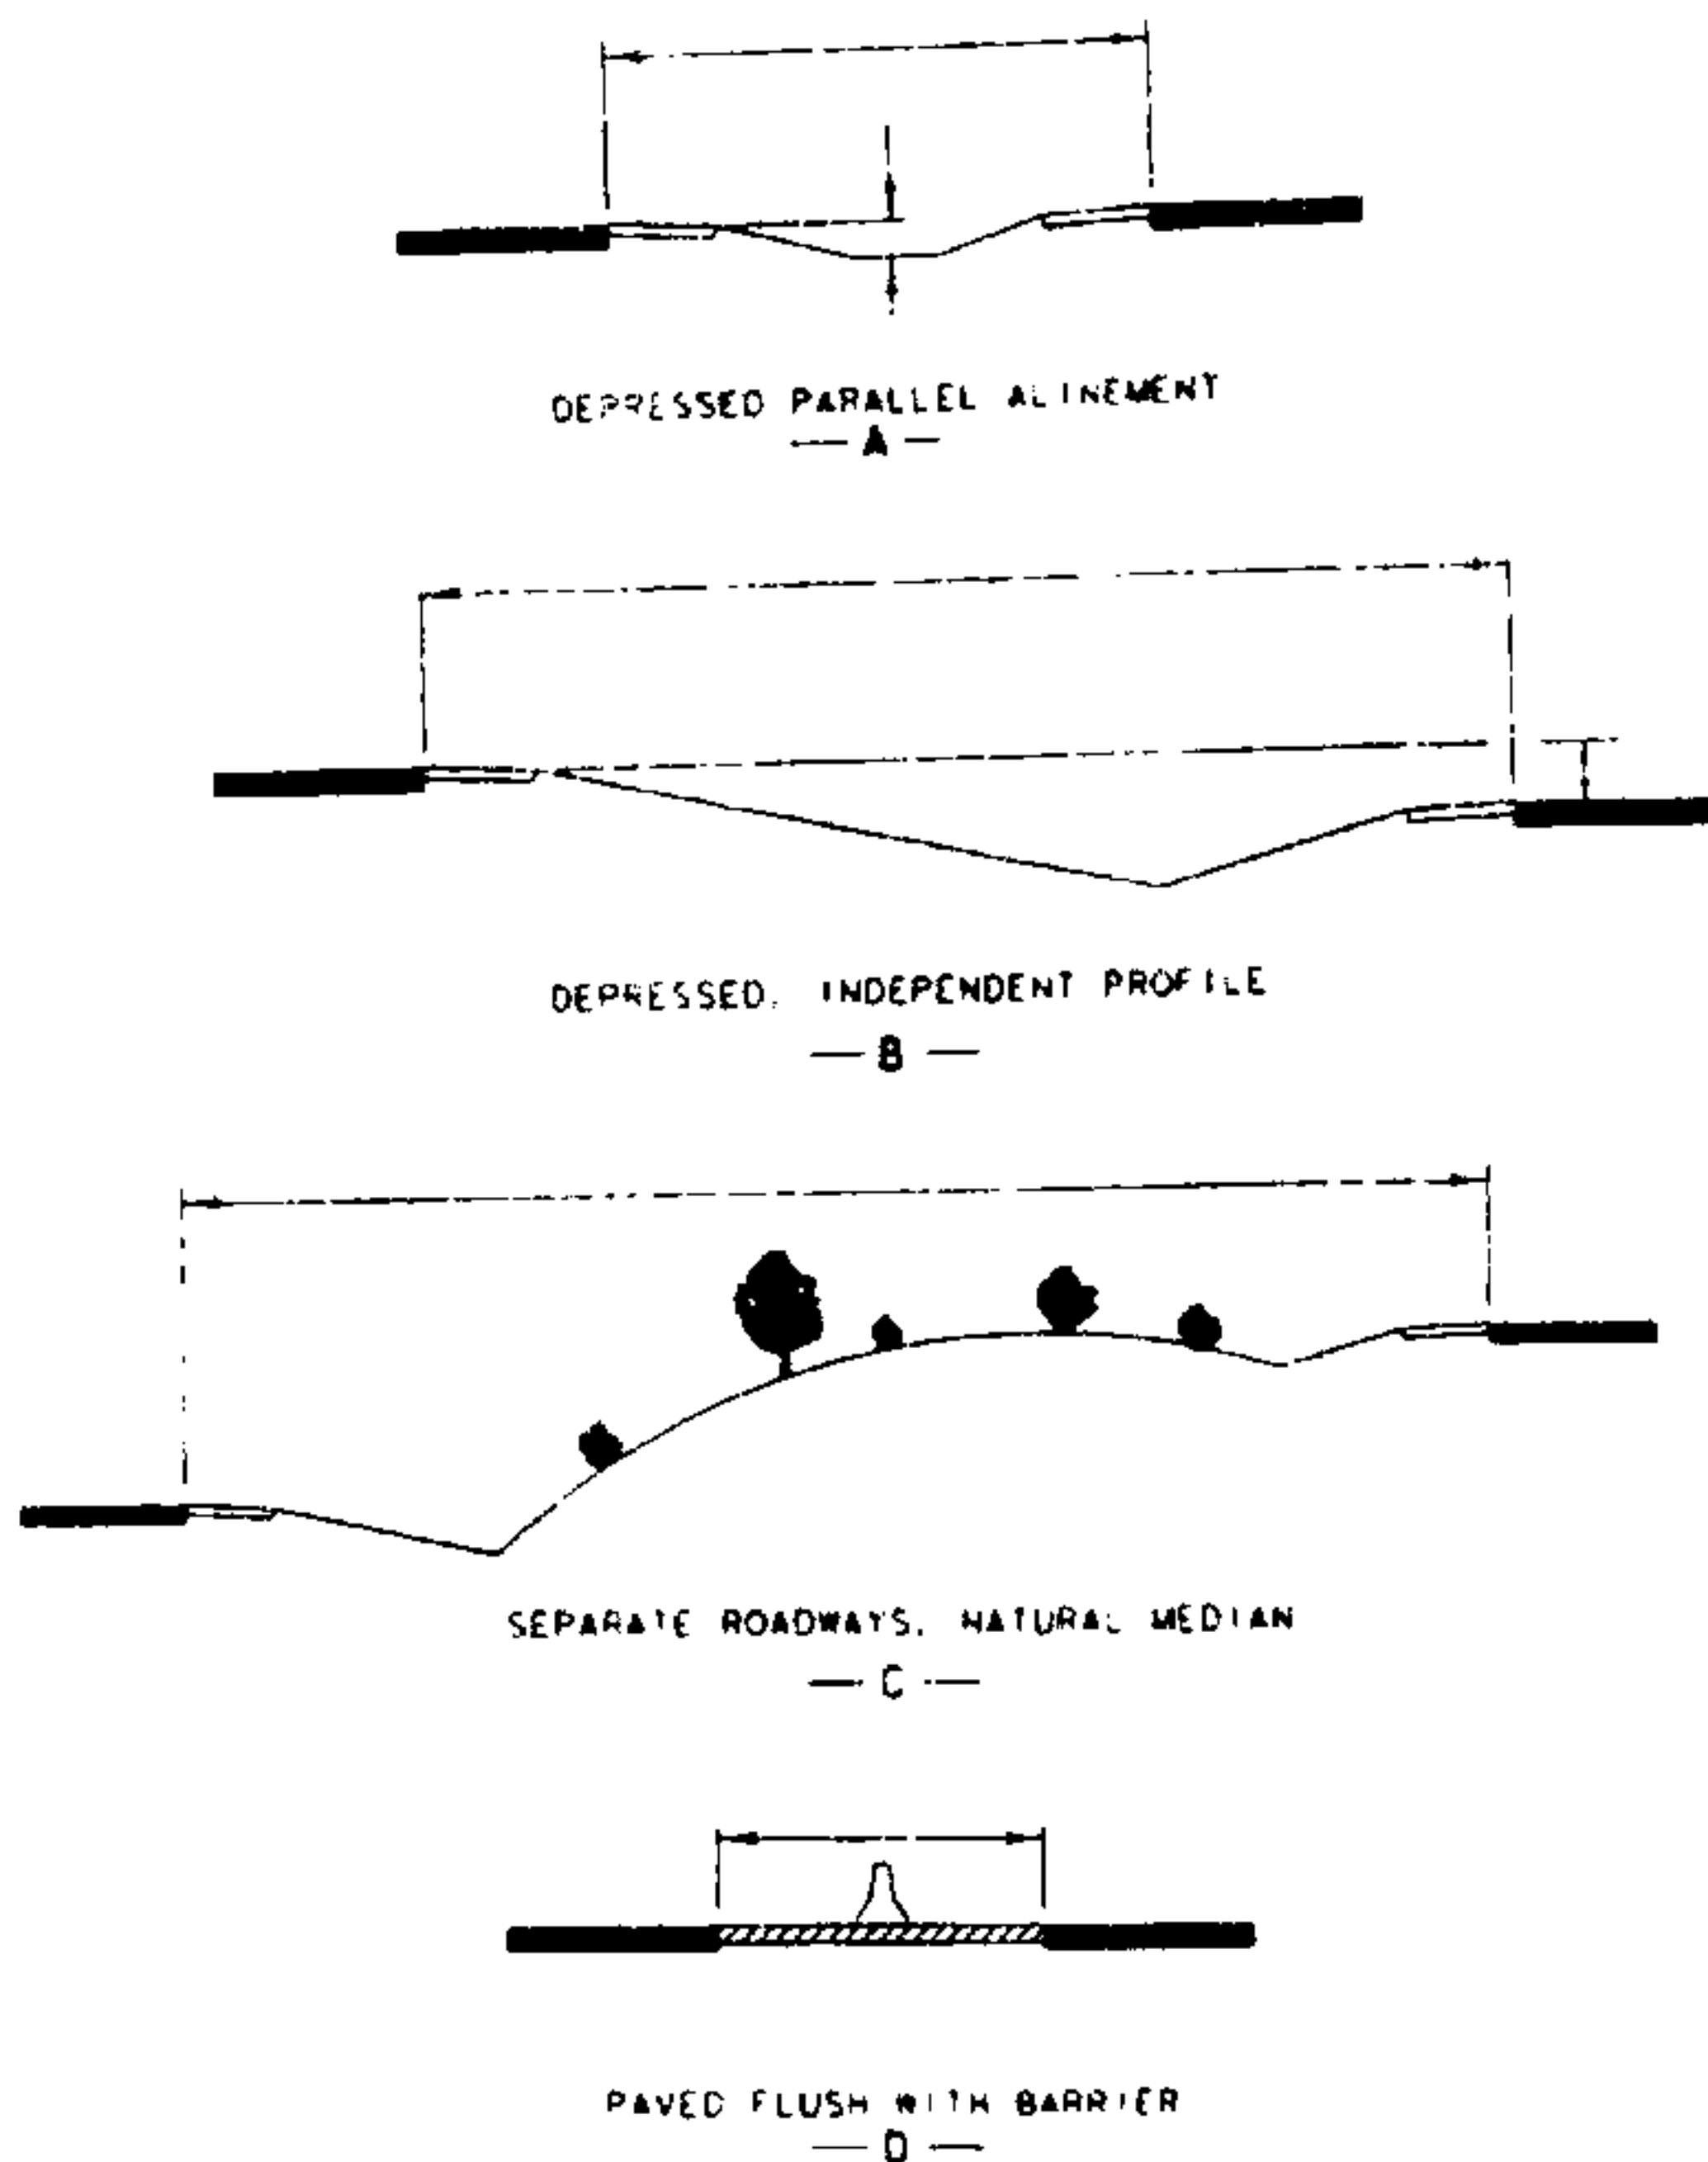 DEPRESSED PARALLEL ALINEMENT
— A —
DEPRESSED, INDEPENDENT PROFILE
— B —
SEPARATE ROADWAYS, NATURAL MEDIAN
— C —
PAVED FLUSH WITH BARRIER
— D —